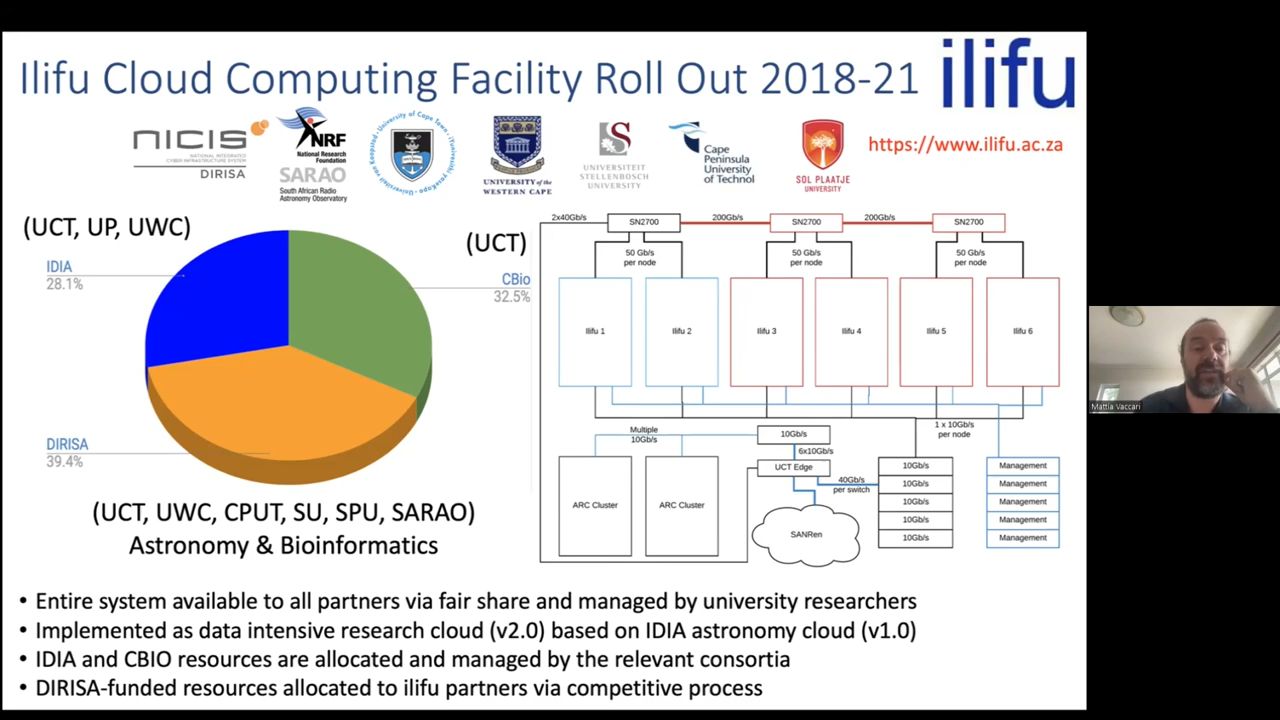 Ilifu Cloud Computing Facility Roll Out 2018-21
ilifu
NICIS
NATIONAL INTEGRATED
CYBER INFRASTRUCTURE SYSTEM
DIRISA
NRF
National Research
Foundation
SARAO
South African Radio
Astronomy Observatory
University of Cape Town
UNIVERSITY of the
WESTERN CAPE
UNIVERSITEIT
STELLENBOSCH
UNIVERSITY
Cape
Peninsula
University
of Technol
SOL PLAATJE
UNIVERSITY
https://www.ilifu.ac.za
(UCT, UP, UWC)
IDIA
28.1%
(UCT)
CBio
32.5%
DIRISA
39.4%
(UCT, UWC, CPUT, SU, SPU, SARAO)
Astronomy & Bioinformatics
2x40Gb/s
SN2700
200Gb/s
SN2700
200Gb/s
SN2700
50 Gb/s
per node
50 Gb/s
per node
50 Gb/s
per node
Ilifu 1
Ilifu 2
Ilifu 3
Ilifu 4
Ilifu 5
Ilifu 6
1 x 10Gb/s
per node
Multiple
10Gb/s
10Gb/s
6x10Gb/s
UCT Edge
40Gb/s
per switch
ARC Cluster
ARC Cluster
SANRen
10Gb/s
10Gb/s
10Gb/s
10Gb/s
10Gb/s
Management
Management
Management
Management
Management
• Entire system available to all partners via fair share and managed by university researchers
• Implemented as data intensive research cloud (v2.0) based on IDIA astronomy cloud (v1.0)
• IDIA and CBIO resources are allocated and managed by the relevant consortia
• DIRISA-funded resources allocated to ilifu partners via competitive process
Mattia Vaccari